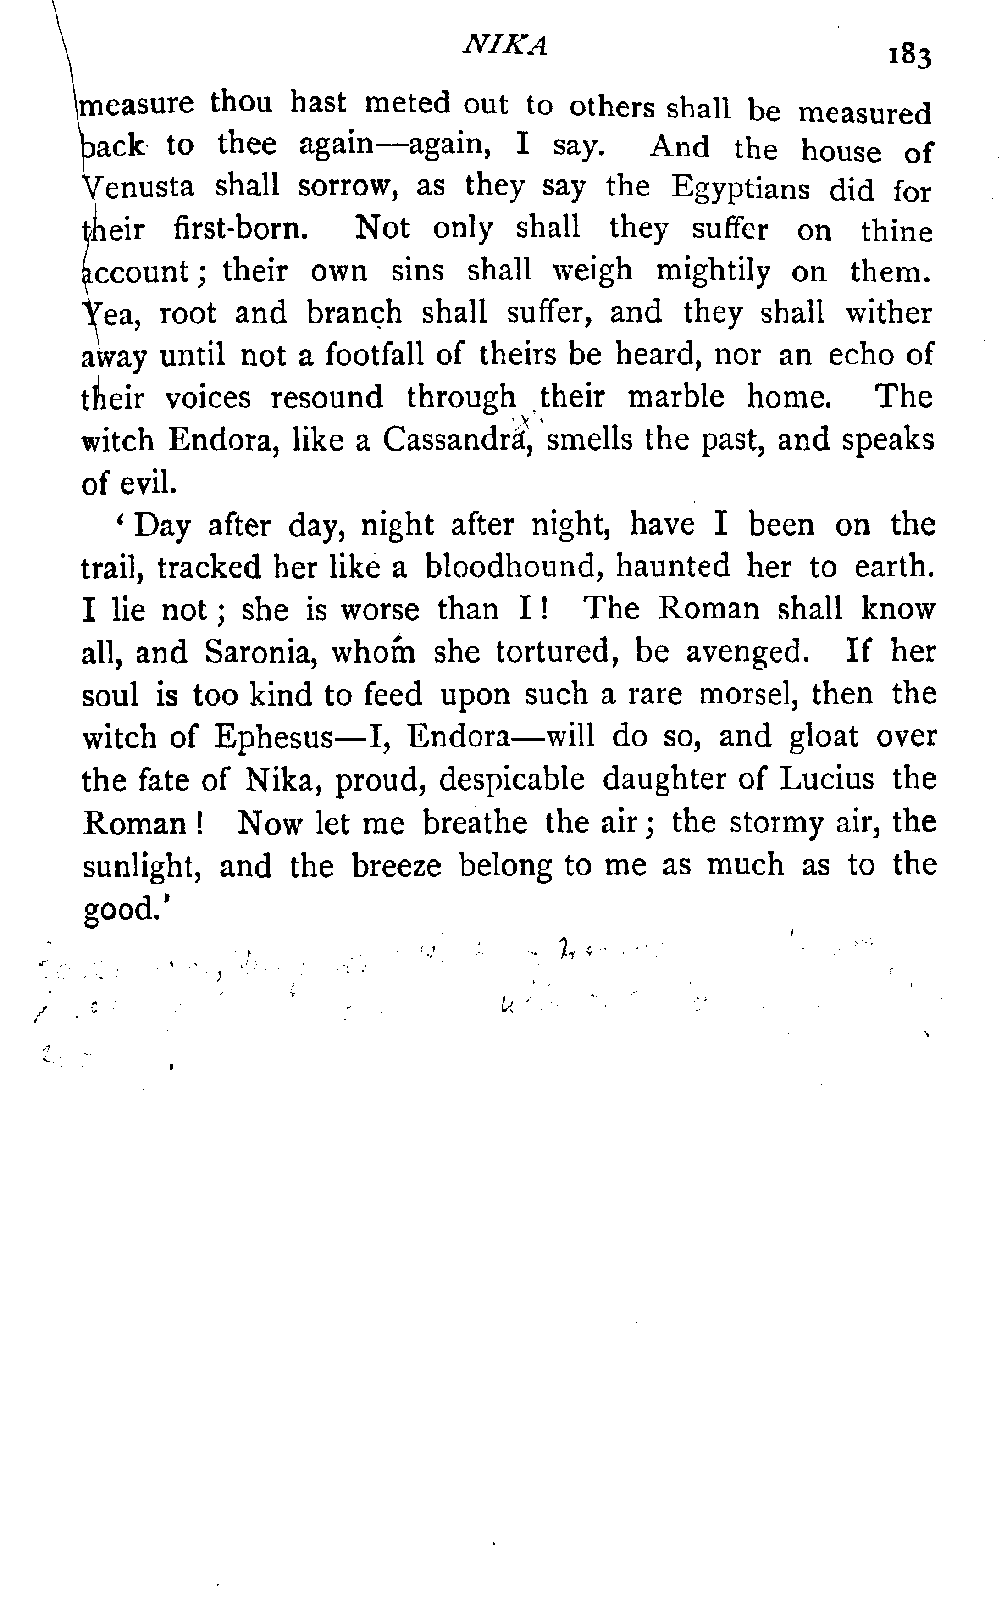 NIKA 183
measure thou hast meted out to others shall be measured
back to thee again—again, I say. And the house of
Venusta shall sorrow, as they say the Egyptians did for
their first-born. Not only shall they suffer on thine
account; their own sins shall weigh mightily on them.
Yea, root and branch shall suffer, and they shall wither
away until not a footfall of theirs be heard, nor an echo of
their voices resound through their marble home. The
witch Endora, like a Cassandra, smells the past, and speaks
of evil.
‘Day after day, night after night, have I been on the
trail, tracked her like a bloodhound, haunted her to earth.
I lie not; she is worse than I! The Roman shall know
all, and Saronia, whom she tortured, be avenged. If her
soul is too kind to feed upon such a rare morsel, then the
witch of Ephesus—I, Endora—will do so, and gloat over
the fate of Nika, proud, despicable daughter of Lucius the
Roman! Now let me breathe the air; the stormy air, the
sunlight, and the breeze belong to me as much as to the
good.’